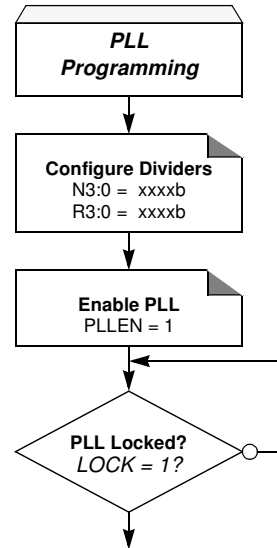 PLL
Programming
Configure Dividers
N3:0 = xxxxb
R3:0 = xxxxb
Enable PLL
PLLEN = 1
PLL Locked?
LOCK = 1?